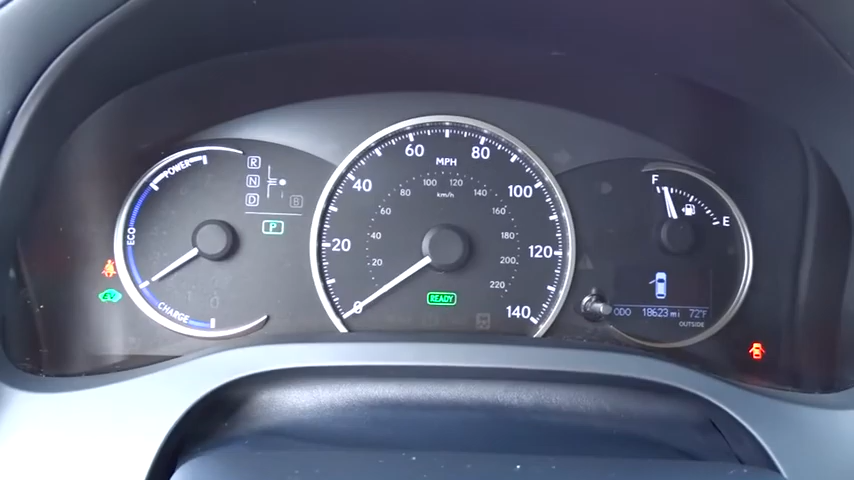 POWER
ECO
CHARGE
R
N
D
B
P
EV
MPH
0
20
40
60
80
100
120
140
km/h
20
40
60
80
100
120
140
160
180
200
220
READY
F
E
ODO 18623 mi 72°F
OUTSIDE